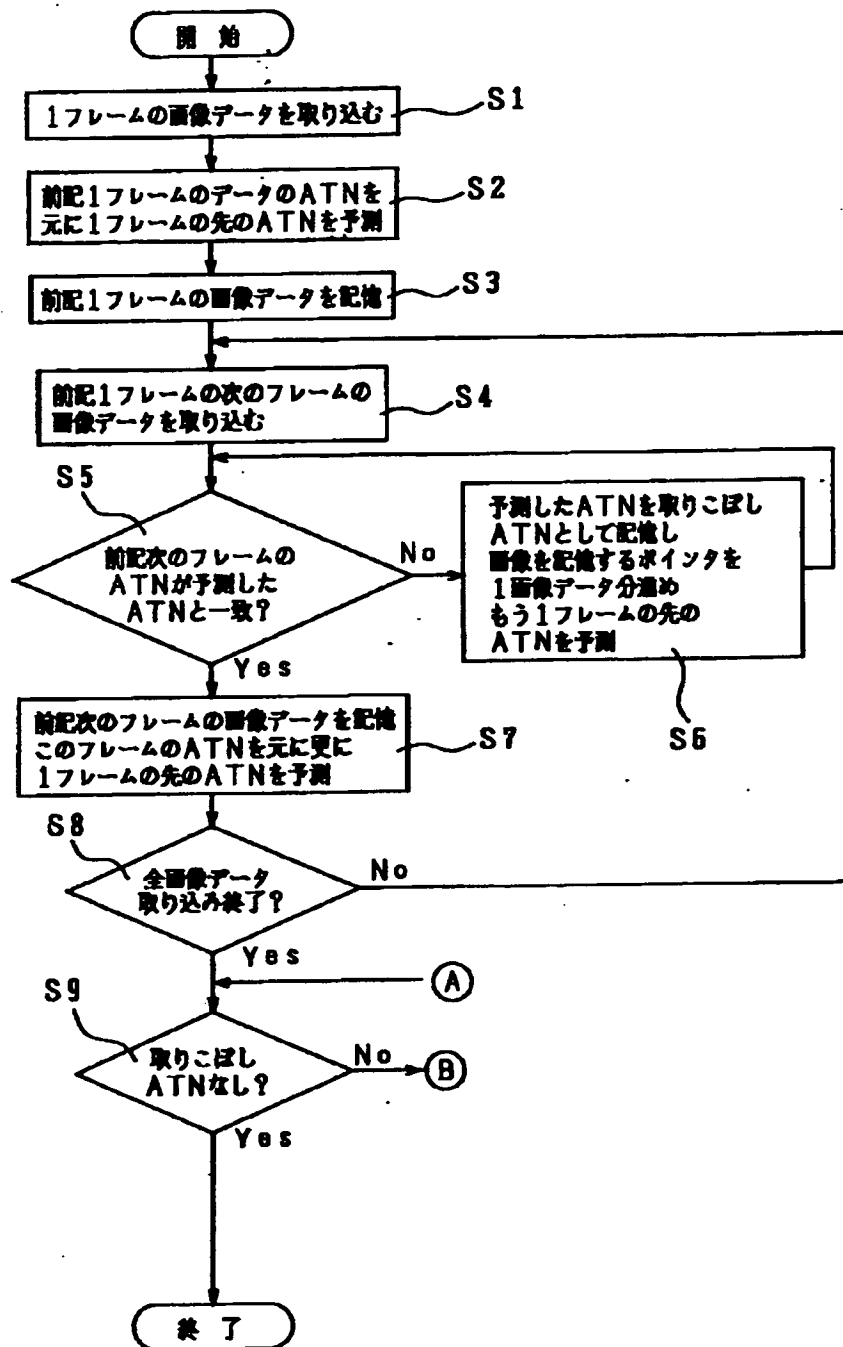 開始
1フレームの画像データを取り込む
S1
前記1フレームのデータのATNを
元に1フレームの先のATNを予測
S2
前記1フレームの画像データを記憶
S3
前記1フレームの次のフレームの
画像データを取り込む
S4
S5
前記次のフレームの
ATNが予測した
ATNと一致?
No
予測したATNを取りこぼし
ATNとして記憶し
画像を記憶するポインタを
1画像データ分進め
もう1フレームの先の
ATNを予測
S6
Yes
前記次のフレームの画像データを記憶
このフレームのATNを元に更に
1フレームの先のATNを予測
S7
S8
全画像データ
取り込み終了?
No
Yes
A
S9
取りこぼし
ATNなし?
No
B
Yes
終了